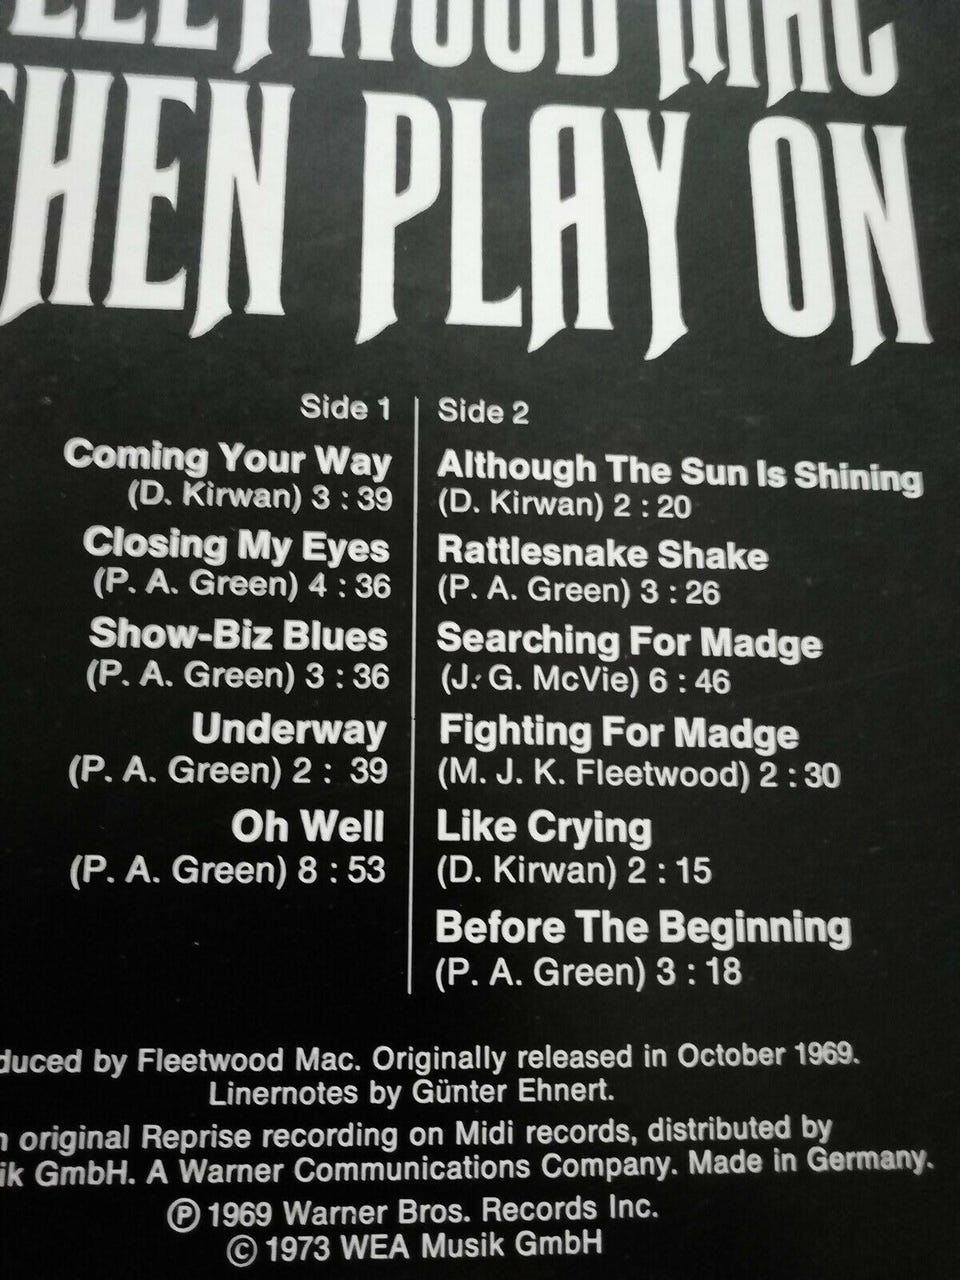 FLEETWOOD MAC
THEN PLAY ON
Side 1
Coming Your Way
(D. Kirwan) 3 : 39
Closing My Eyes
(P. A. Green) 4 : 36
Show-Biz Blues
(P. A. Green) 3 : 36
Underway
(P. A. Green) 2 : 39
Oh Well
(P. A. Green) 8 : 53
Side 2
Although The Sun Is Shining
(D. Kirwan) 2 : 20
Rattlesnake Shake
(P. A. Green) 3 : 26
Searching For Madge
(J. G. McVie) 6 : 46
Fighting For Madge
(M. J. K. Fleetwood) 2 : 30
Like Crying
(D. Kirwan) 2 : 15
Before The Beginning
(P. A. Green) 3 : 18
duced by Fleetwood Mac. Originally released in October 1969.
Linernotes by Günter Ehnert.
original Reprise recording on Midi records, distributed by
ik GmbH. A Warner Communications Company. Made in Germany.
Ⓟ 1969 Warner Bros. Records Inc.
© 1973 WEA Musik GmbH